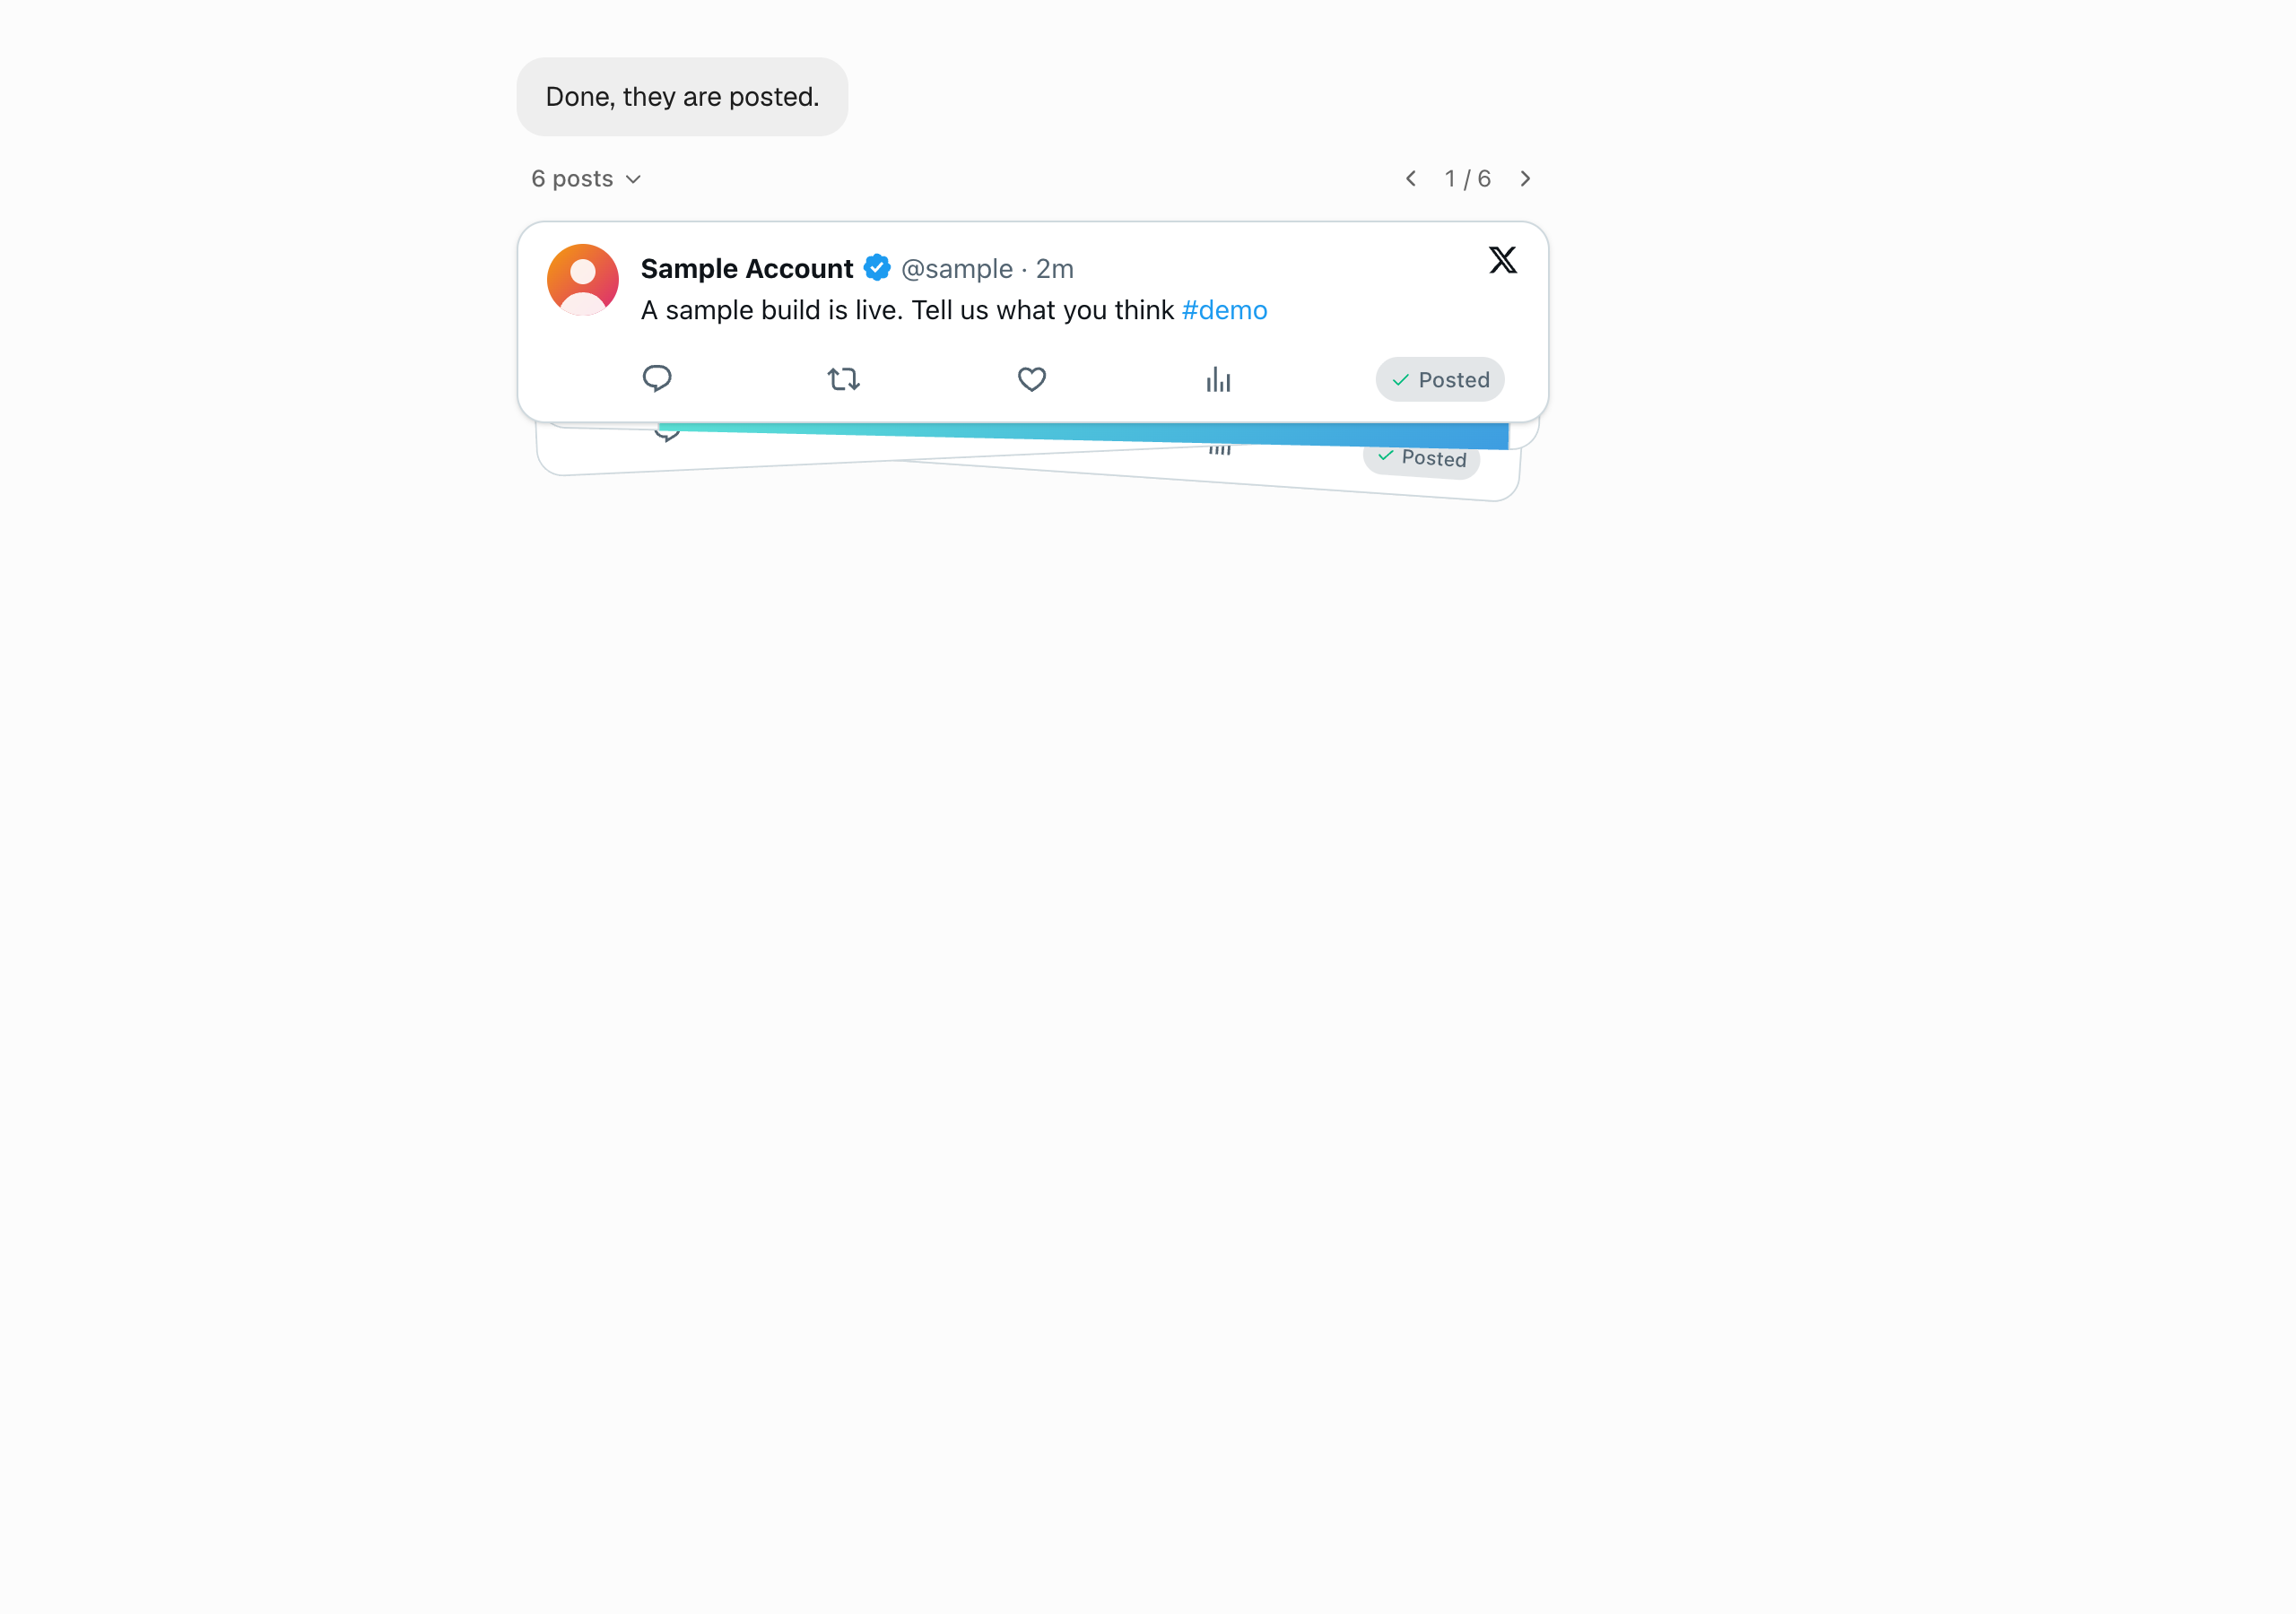 Done, they are posted.
6 posts
1 / 6
Sample Account @sample · 2m
A sample build is live. Tell us what you think #demo
Posted
Posted